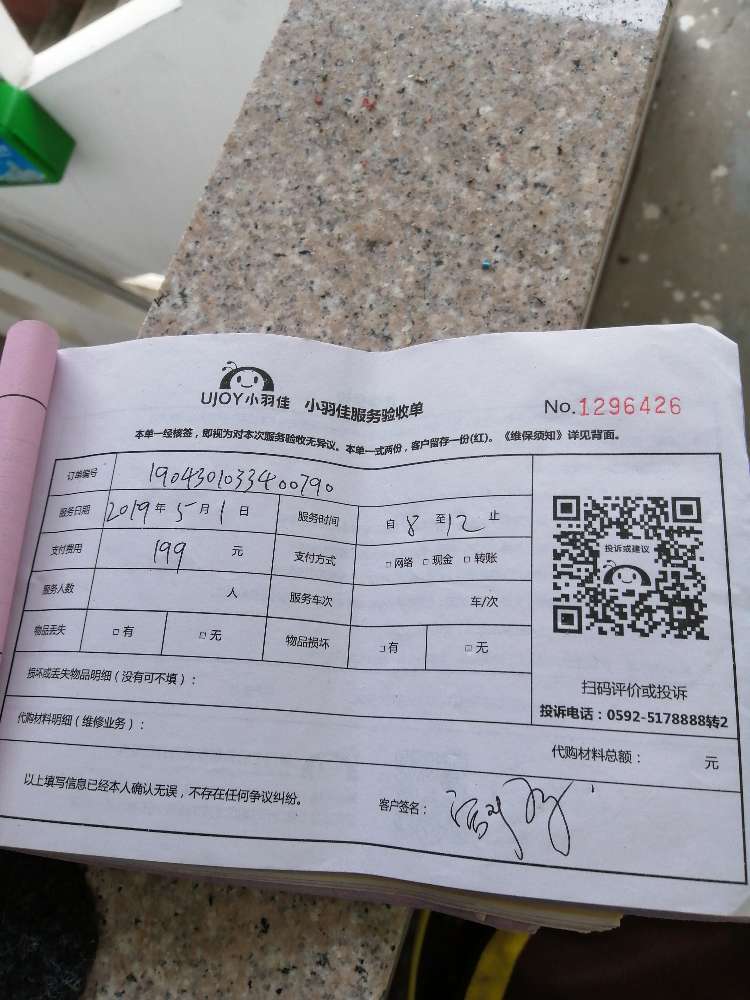 UJOY小羽佳 小羽佳服务验收单 No.1296426
本单一经核签，即视为对本次服务验收无异议。本单一式两份，客户留存一份(红)。《维保须知》详见背面。
订单编号 1904301033400790
服务日期 2019年5月1日 服务时间 自8至12止
支付费用 199元 支付方式 □网络 □现金 □转账
服务人数 人 服务车次 车/次
物品丢失 □有 □无 物品损坏 □有 □无
投诉或建议
扫码评价或投诉
投诉电话：0592-5178888转2
损坏或丢失物品明细（没有可不填）：
代购材料明细（维修业务）：
代购材料总额： 元
以上填写信息已经本人确认无误，不存在任何争议纠纷。 客户签名：